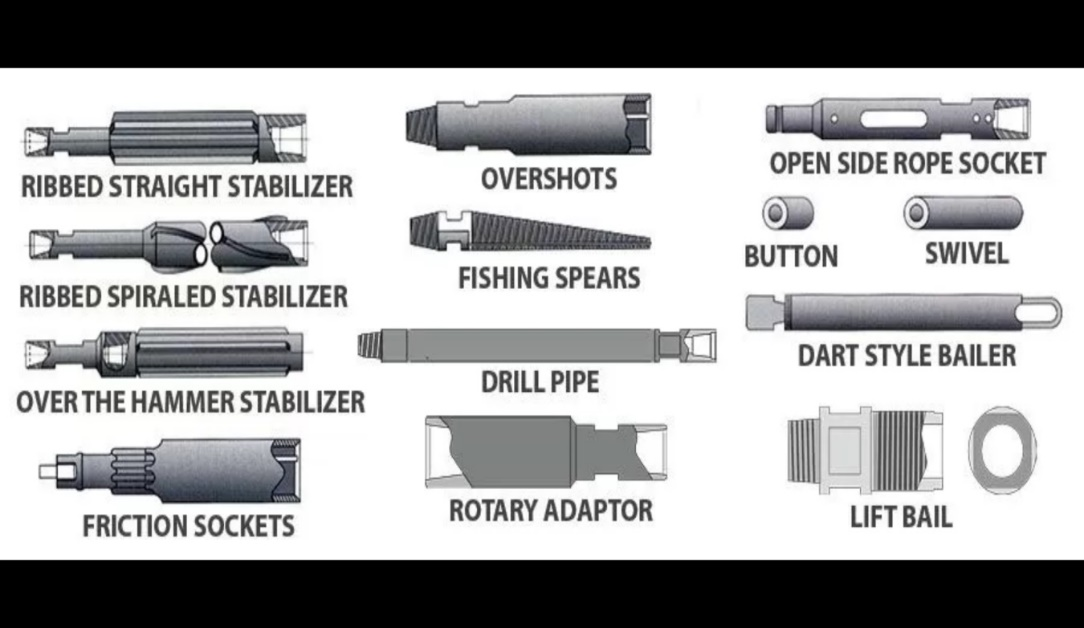 RIBBED STRAIGHT STABILIZER
RIBBED SPIRALED STABILIZER
OVER THE HAMMER STABILIZER
FRICTION SOCKETS
OVERSHOTS
FISHING SPEARS
DRILL PIPE
ROTARY ADAPTOR
OPEN SIDE ROPE SOCKET
BUTTON
SWIVEL
DART STYLE BAILER
LIFT BAIL